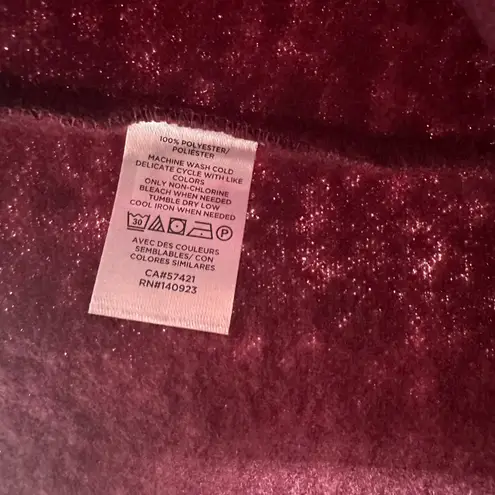 100% POLYESTER/
POLIÉSTER
MACHINE WASH COLD
DELICATE CYCLE WITH LIKE
COLORS
ONLY NON-CHLORINE
BLEACH WHEN NEEDED
TUMBLE DRY LOW
COOL IRON WHEN NEEDED
30 P
AVEC DES COULEURS
SEMBLABLES/ CON
COLORES SIMILARES
CA#57421
RN#140923